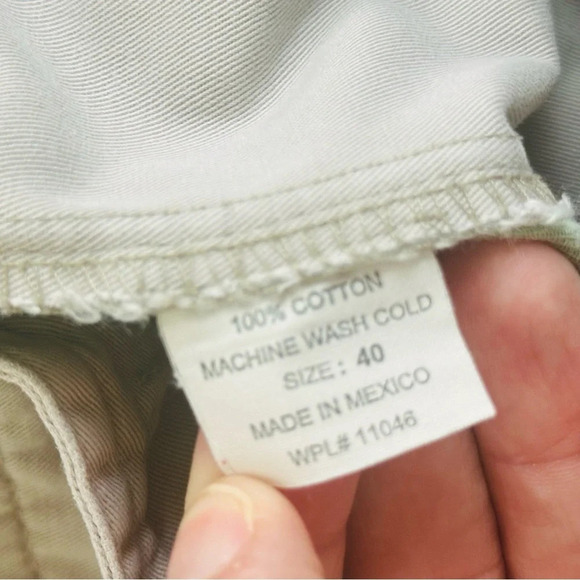 100% COTTON
MACHINE WASH COLD
SIZE: 40
MADE IN MEXICO
WPL# 11046